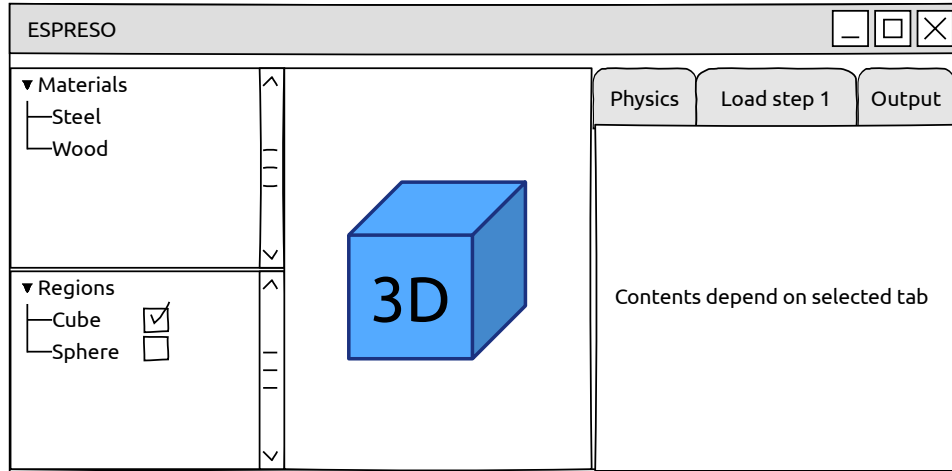 ESPRESO
Materials
Steel
Wood
Regions
Cube
Sphere
3D
Physics
Load step 1
Output
Contents depend on selected tab